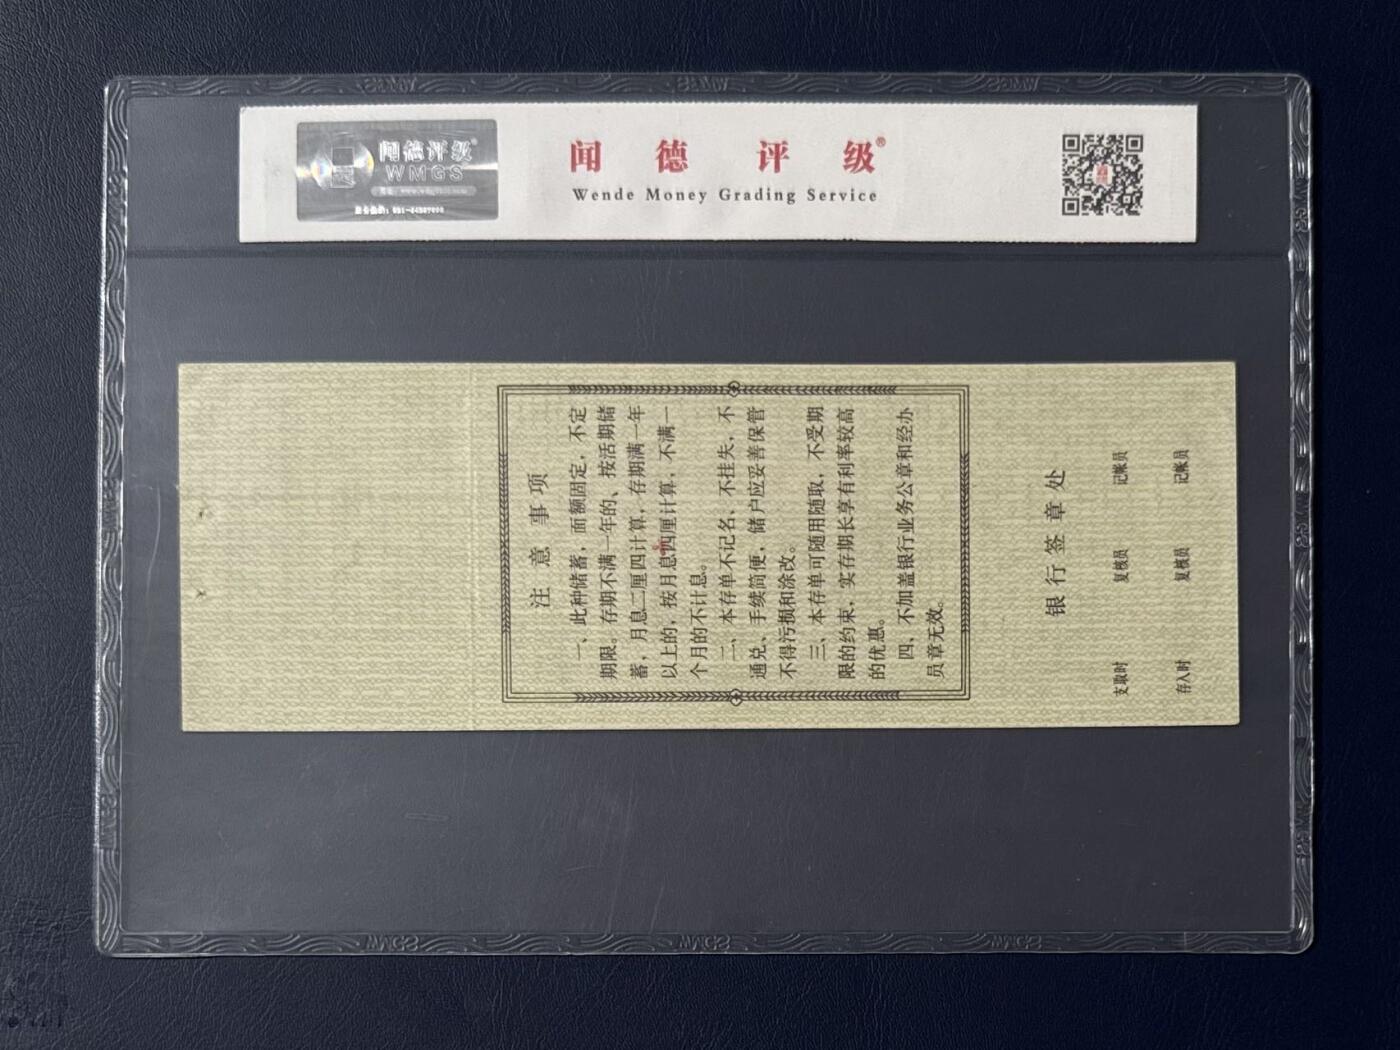 闻德评级®
WMGS
闻德评级®
Wende Money Grading Service
注意事项
一、此种储蓄，面额固定，不定
期限。存期不满一年的、按活期储
蓄，月息二厘四计算，存期满一年
以上的，按月息四厘计算，不满一
个月的不计息。
二、本存单不记名、不挂失，不
通兑、手续简便，储户应妥善保管
不得污损和涂改。
三、本存单可随用随取，不受期
限的约束，实存期长享有利率较高
的优惠。
四、不加盖银行业务公章和经办
员章无效。
银行签章处
支取时 复核员 记账员
存入时 复核员 记账员
WMGS WMGS WMGS